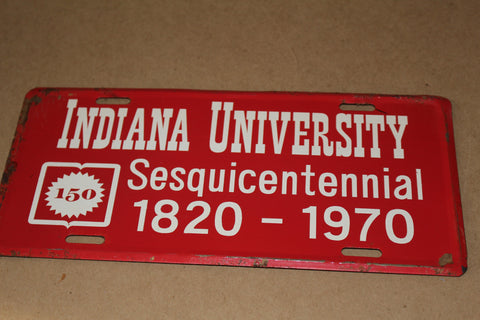 INDIANA UNIVERSITY
150
Sesquicentennial
1820 - 1970